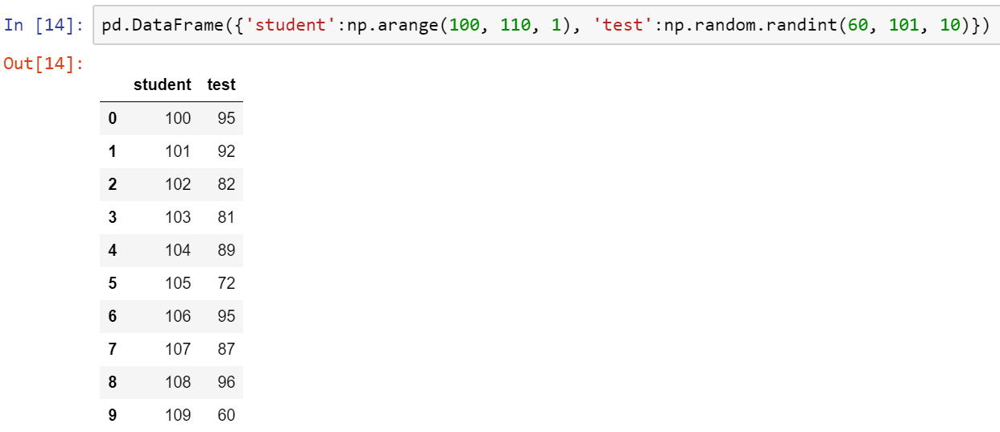 In [14]: pd.DataFrame({'student':np.arange(100, 110, 1), 'test':np.random.randint(60, 101, 10)})
Out[14]:
student test
0 100 95
1 101 92
2 102 82
3 103 81
4 104 89
5 105 72
6 106 95
7 107 87
8 108 96
9 109 60